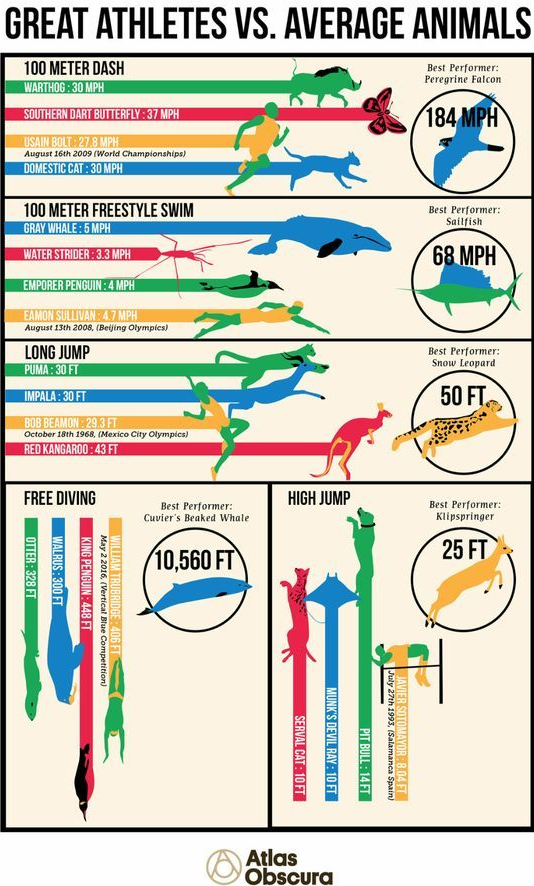 GREAT ATHLETES VS. AVERAGE ANIMALS
100 METER DASH
WARTHOG : 30 MPH
SOUTHERN DART BUTTERFLY : 37 MPH
USAIN BOLT : 27.8 MPH
August 16th 2009 (World Championships)
DOMESTIC CAT : 30 MPH
Best Performer:
Peregrine Falcon
184 MPH
100 METER FREESTYLE SWIM
GRAY WHALE : 5 MPH
WATER STRIDER : 3.3 MPH
EMPORER PENGUIN : 4 MPH
EAMON SULLIVAN : 4.7 MPH
August 13th 2008, (Beijing Olympics)
Best Performer:
Sailfish
68 MPH
LONG JUMP
PUMA : 30 FT
IMPALA : 30 FT
BOB BEAMON : 29.3 FT
October 18th 1968, (Mexico City Olympics)
RED KANGAROO : 43 FT
Best Performer:
Snow Leopard
50 FT
FREE DIVING
OTTER : 328 FT
WALRUS : 300 FT
KING PENGUIN : 448 FT
May 2 2016, (Vertical Blue Competition)
WILLIAM TRUBRIDGE : 406 FT
Best Performer:
Cuvier's Beaked Whale
10,560 FT
HIGH JUMP
SERVAL CAT : 10 FT
MUNK'S DEVIL RAY : 10 FT
PIT BULL : 14 FT
July 27th 1993, (Salamanca Spain)
JAVIER SOTOMAYOR : 8.04 FT
Best Performer:
Klipspringer
25 FT
Atlas
Obscura